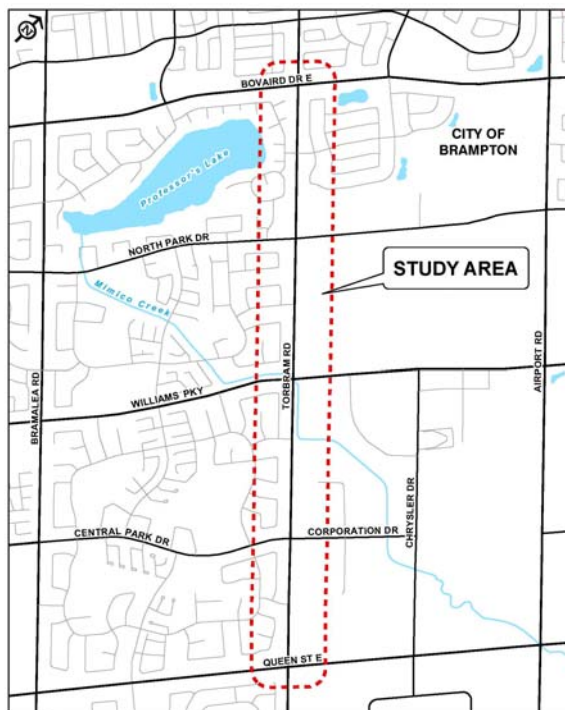 BOVAIRD DR E
CITY OF
BRAMPTON
Professor's Lake
NORTH PARK DR
STUDY AREA
Mimico Creek
TORBRAM RD
AIRPORT RD
BRAMALEA RD
WILLIAMS PKY
CHRYSLER DR
CENTRAL PARK DR
CORPORATION DR
QUEEN ST E